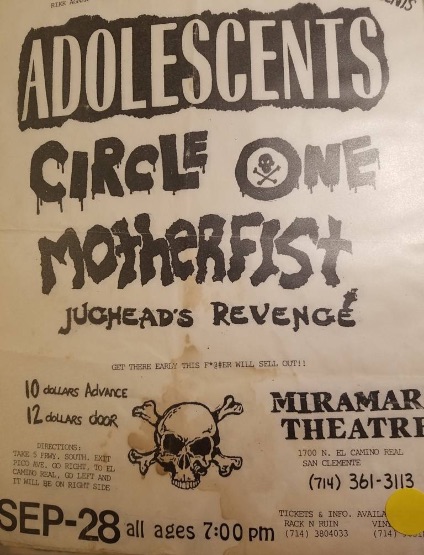 ADOLESCENTS
CIRCLE ONE
MOTHERFIST
JUGHEAD'S REVENGE
GET THERE EARLY THIS F*@#ER WILL SELL OUT!!
10 dollars Advance
12 dollars door
MIRAMAR
THEATRE
1700 N. EL CAMINO REAL
SAN CLEMENTE
(714) 361-3113
DIRECTIONS:
TAKE 5 FRWY. SOUTH, EXIT
PICO AVE. GO RIGHT, TO EL
CAMINO REAL, GO LEFT AND
IT WILL BE ON RIGHT SIDE
SEP-28 all ages 7:00 pm
TICKETS & INFO.
RACK N RUIN
(714) 3804033 (714)